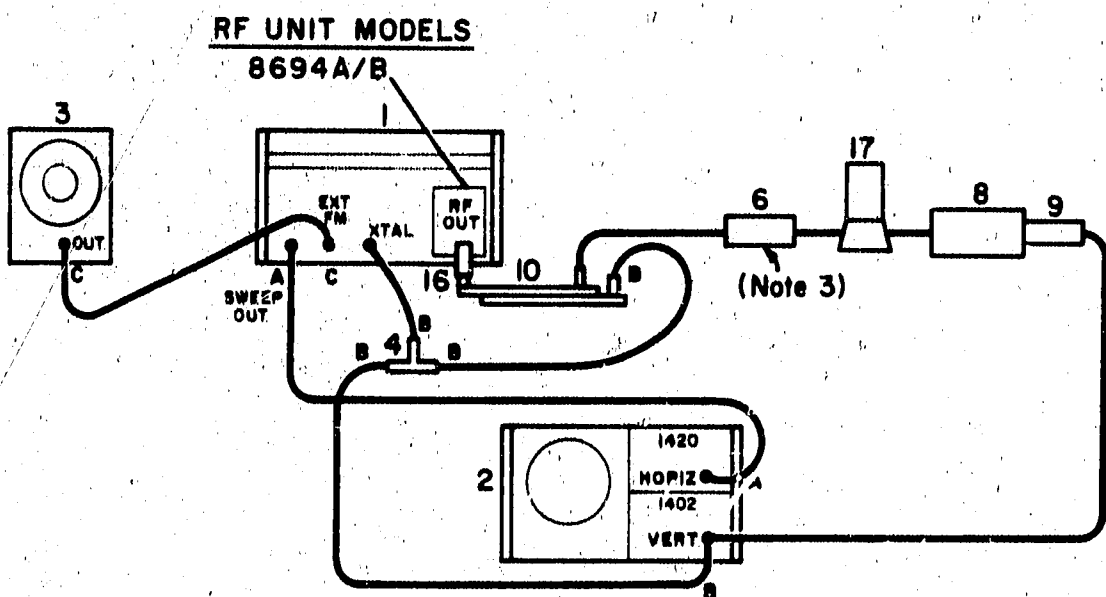 RF UNIT MODELS
8694A/B
3
1
OUT
C
EXT
FM
XTAL
RF
OUT
A
C
SWEEP
OUT
16
10
B
6
(Note 3)
17
8
9
B
4
B
B
2
1420
HORIZ
A
1402
VERT
B